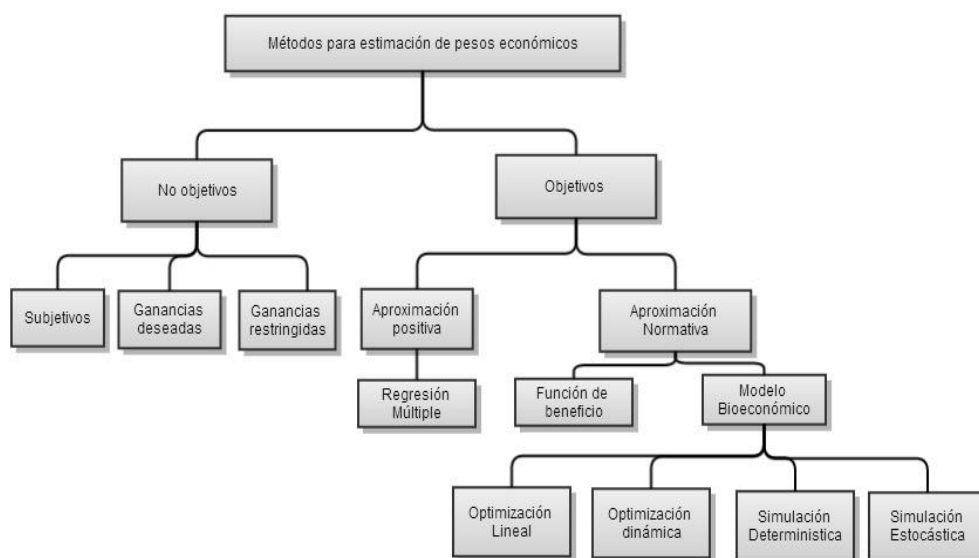 Métodos para estimación de pesos económicos
No objetivos
Objetivos
Subjetivos
Ganancias
deseadas
Ganancias
restringidas
Aproximación
positiva
Aproximación
Normativa
Regresión
Múltiple
Función de
beneficio
Modelo
Bioeconómico
Optimización
Lineal
Optimización
dinámica
Simulación
Deterministica
Simulación
Estocástica